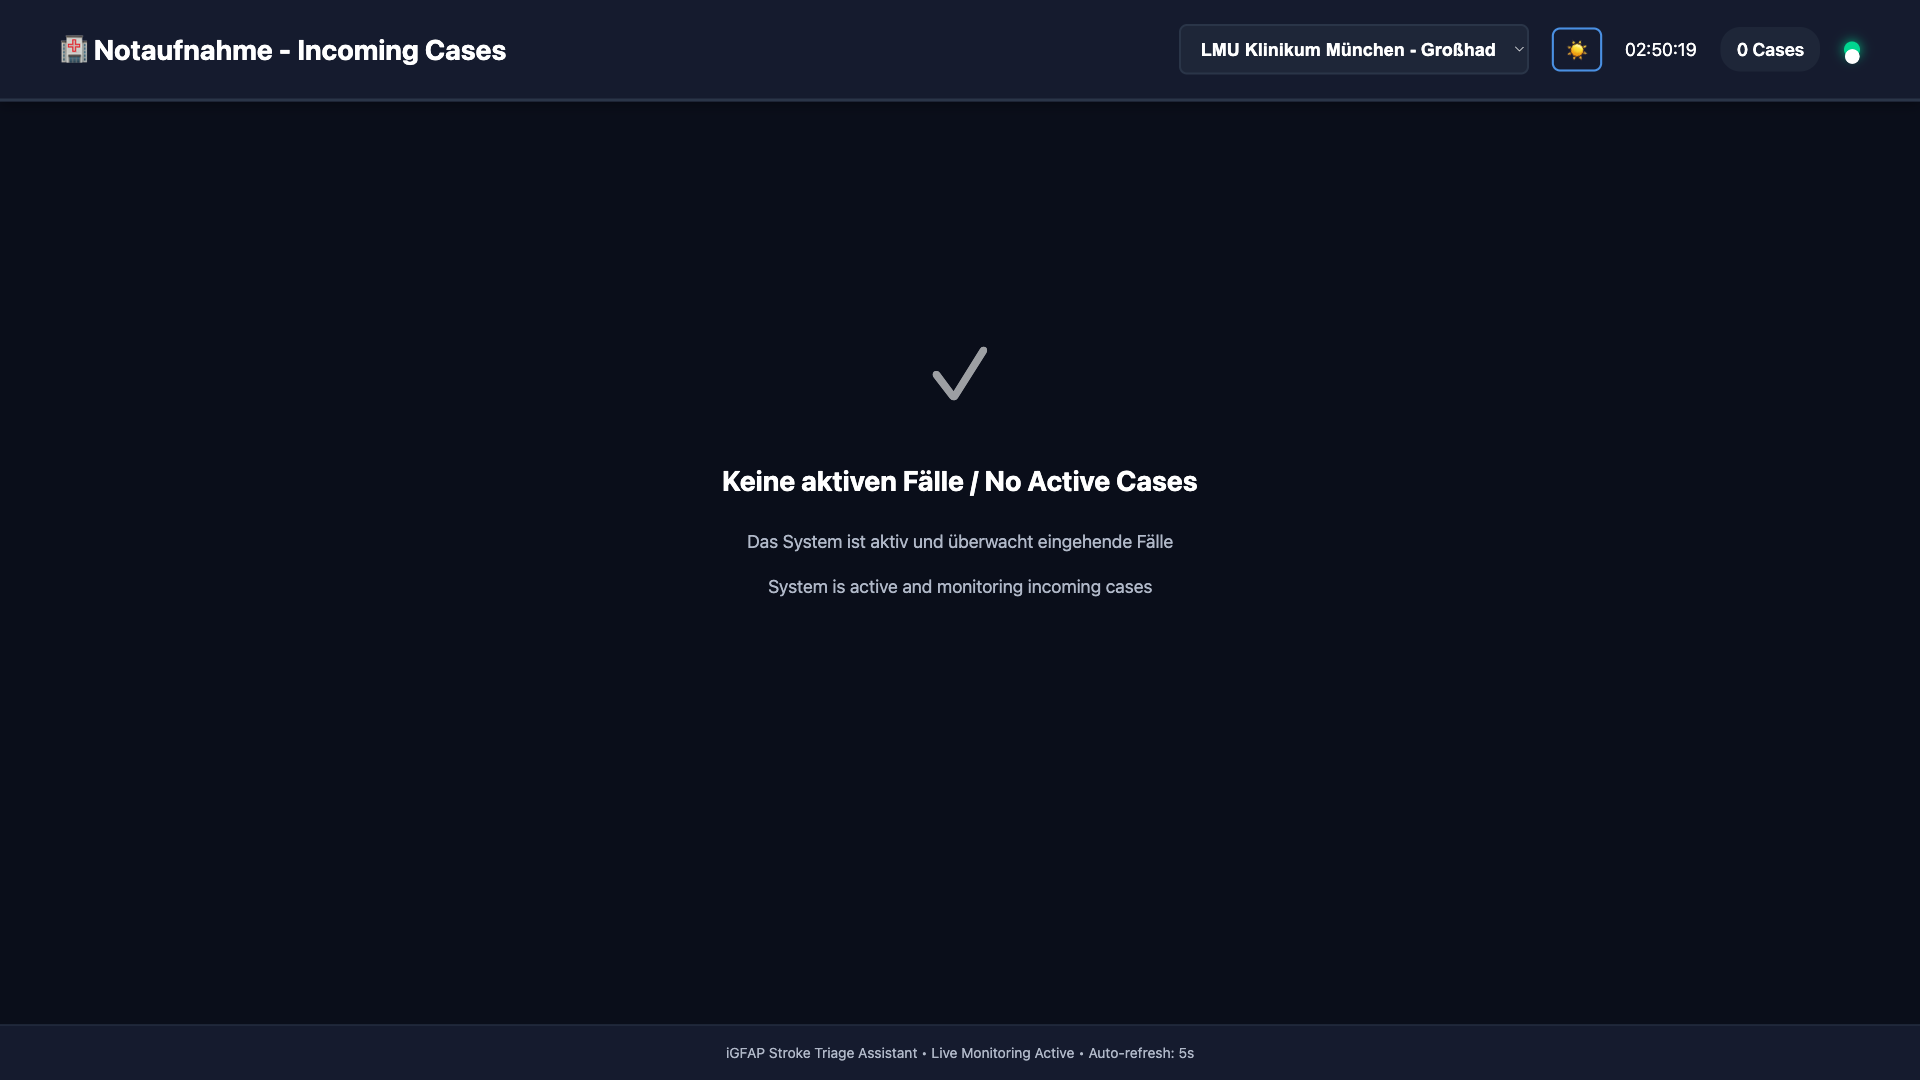 Notaufnahme - Incoming Cases
LMU Klinikum München - Großhad
02:50:19
0 Cases
Keine aktiven Fälle / No Active Cases
Das System ist aktiv und überwacht eingehende Fälle
System is active and monitoring incoming cases
iGFAP Stroke Triage Assistant • Live Monitoring Active • Auto-refresh: 5s